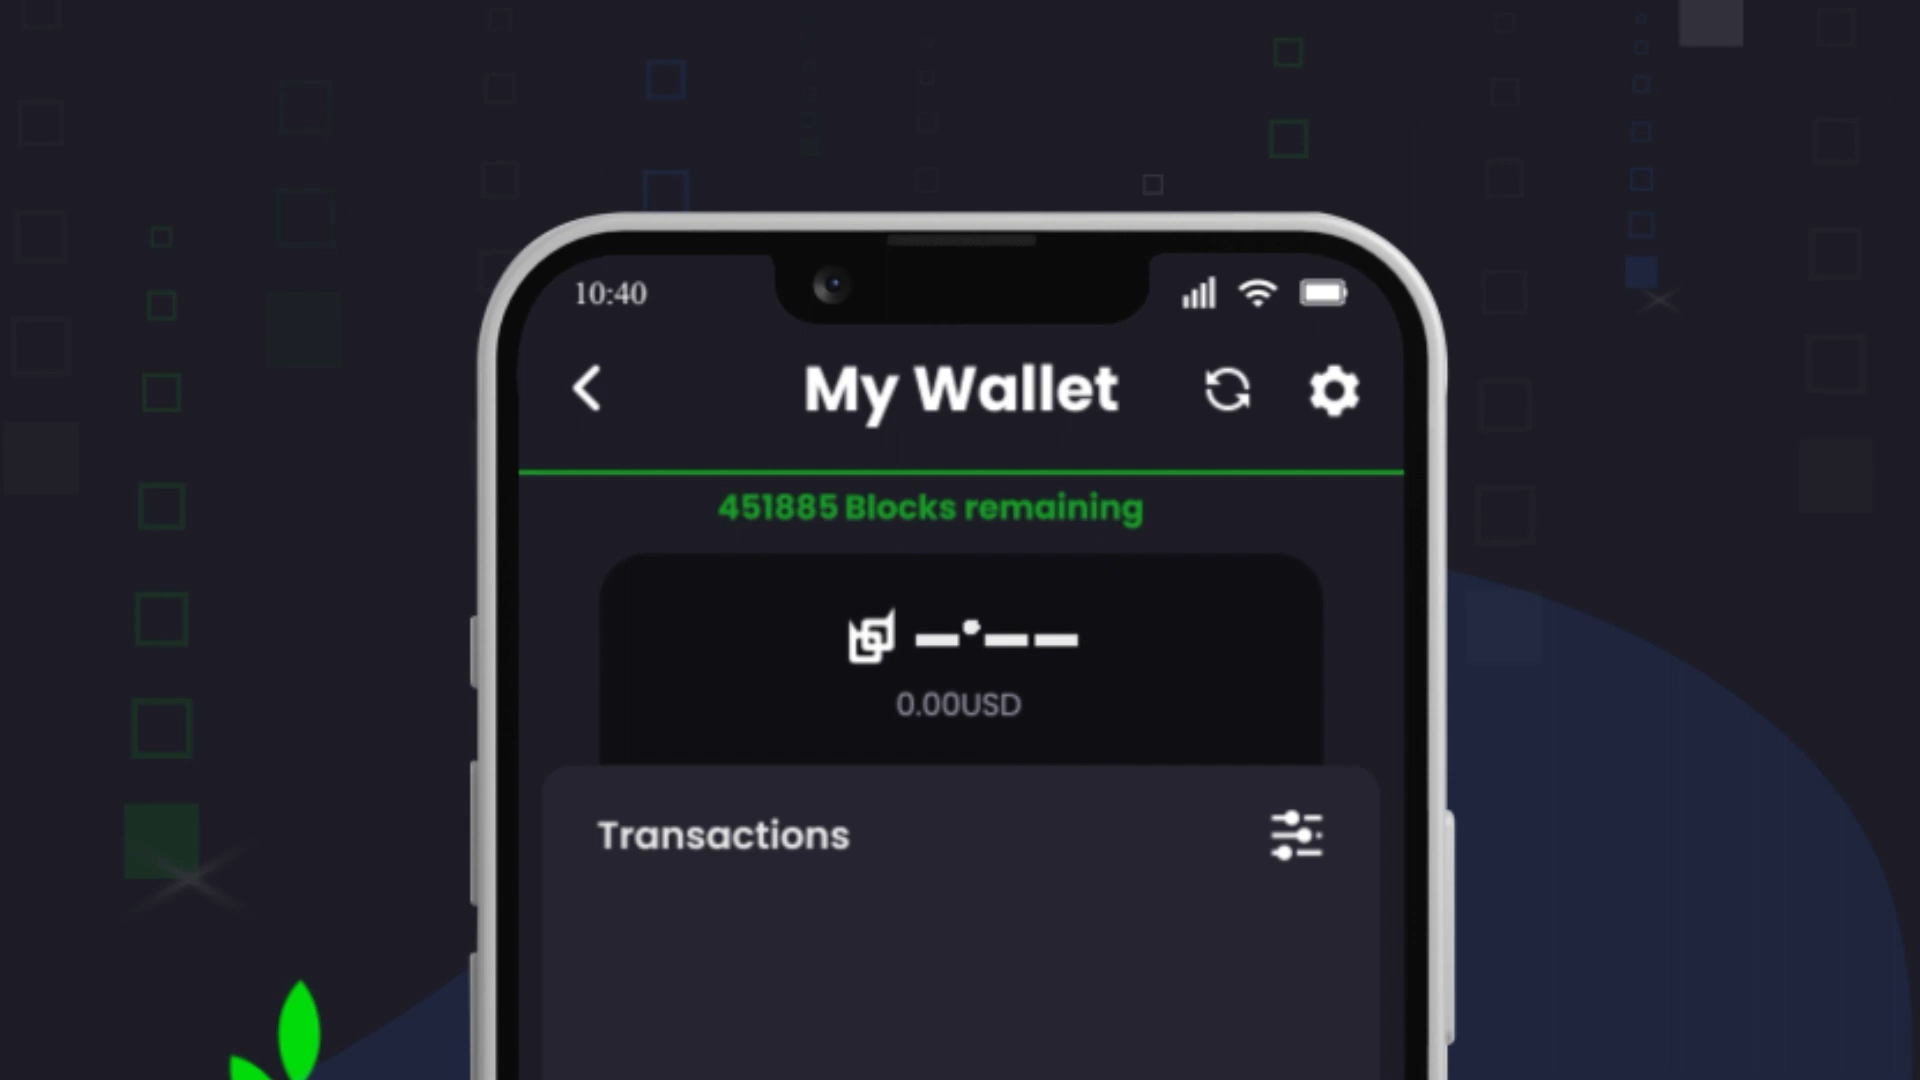 10:40
My Wallet
451885 Blocks remaining
0.00USD
Transactions